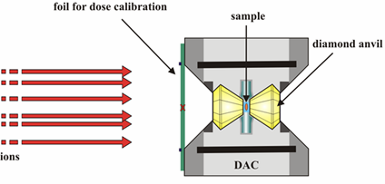 foil for dose calibration
sample
diamond anvil
ions
DAC